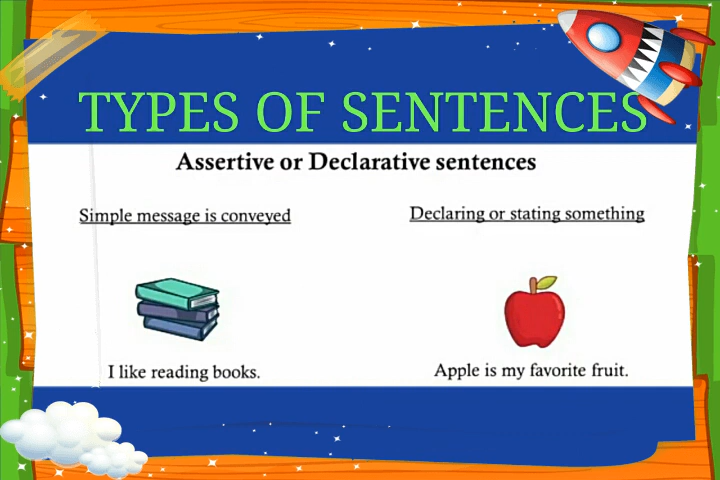 TYPES OF SENTENCES
Assertive or Declarative sentences
Simple message is conveyed
Declaring or stating something
I like reading books.
Apple is my favorite fruit.